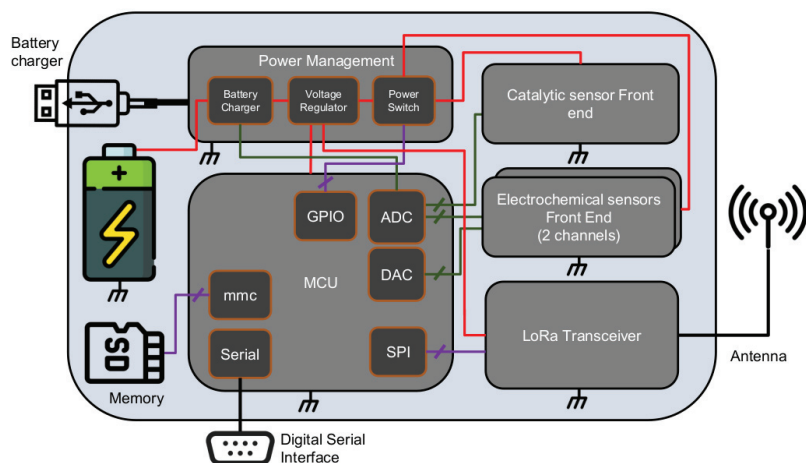 Battery
charger
Power Management
Battery
Charger
Voltage
Regulator
Power
Switch
Catalytic sensor Front
end
GPIO
ADC
Electrochemical sensors
Front End
(2 channels)
DAC
MCU
mmc
LoRa Transceiver
Serial
SPI
SD
Memory
Antenna
Digital Serial
Interface